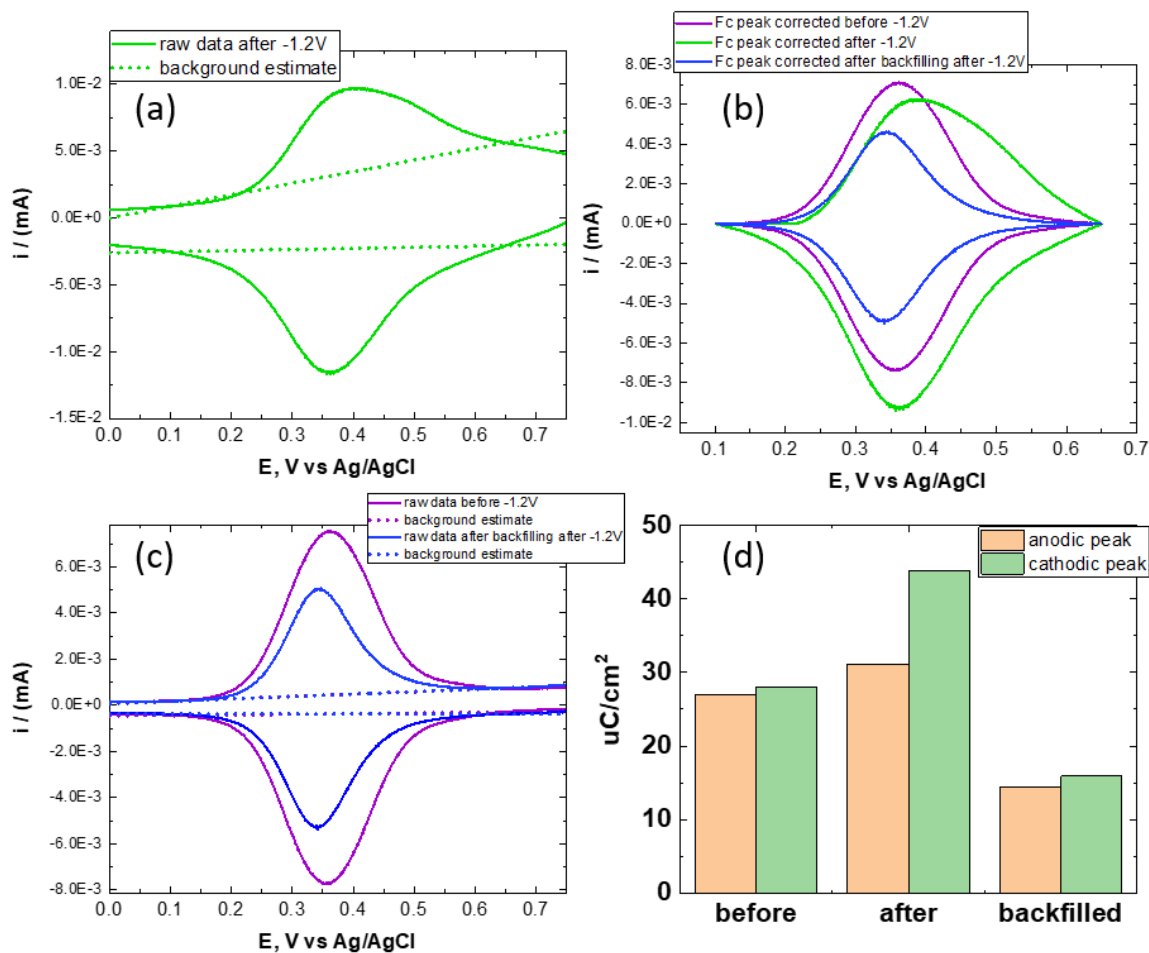 raw data after -1.2V
background estimate
(a)
1.0E-2
5.0E-3
0.0E+0
-5.0E-3
-1.0E-2
-1.5E-2
i / (mA)
0.0 0.1 0.2 0.3 0.4 0.5 0.6 0.7
E, V vs Ag/AgCl
Fc peak corrected before -1.2V
Fc peak corrected after -1.2V
Fc peak corrected after backfilling after -1.2V
(b)
8.0E-3
6.0E-3
4.0E-3
2.0E-3
0.0E+0
-2.0E-3
-4.0E-3
-6.0E-3
-8.0E-3
-1.0E-2
i / (mA)
0.1 0.2 0.3 0.4 0.5 0.6 0.7
E, V vs Ag/AgCl
raw data before -1.2V
background estimate
raw data after backfilling after -1.2V
background estimate
(c)
6.0E-3
4.0E-3
2.0E-3
0.0E+0
-2.0E-3
-4.0E-3
-6.0E-3
-8.0E-3
i / (mA)
0.0 0.1 0.2 0.3 0.4 0.5 0.6 0.7
E, V vs Ag/AgCl
(d)
anodic peak
cathodic peak
50
40
30
20
10
0
uC/cm²
before after backfilled